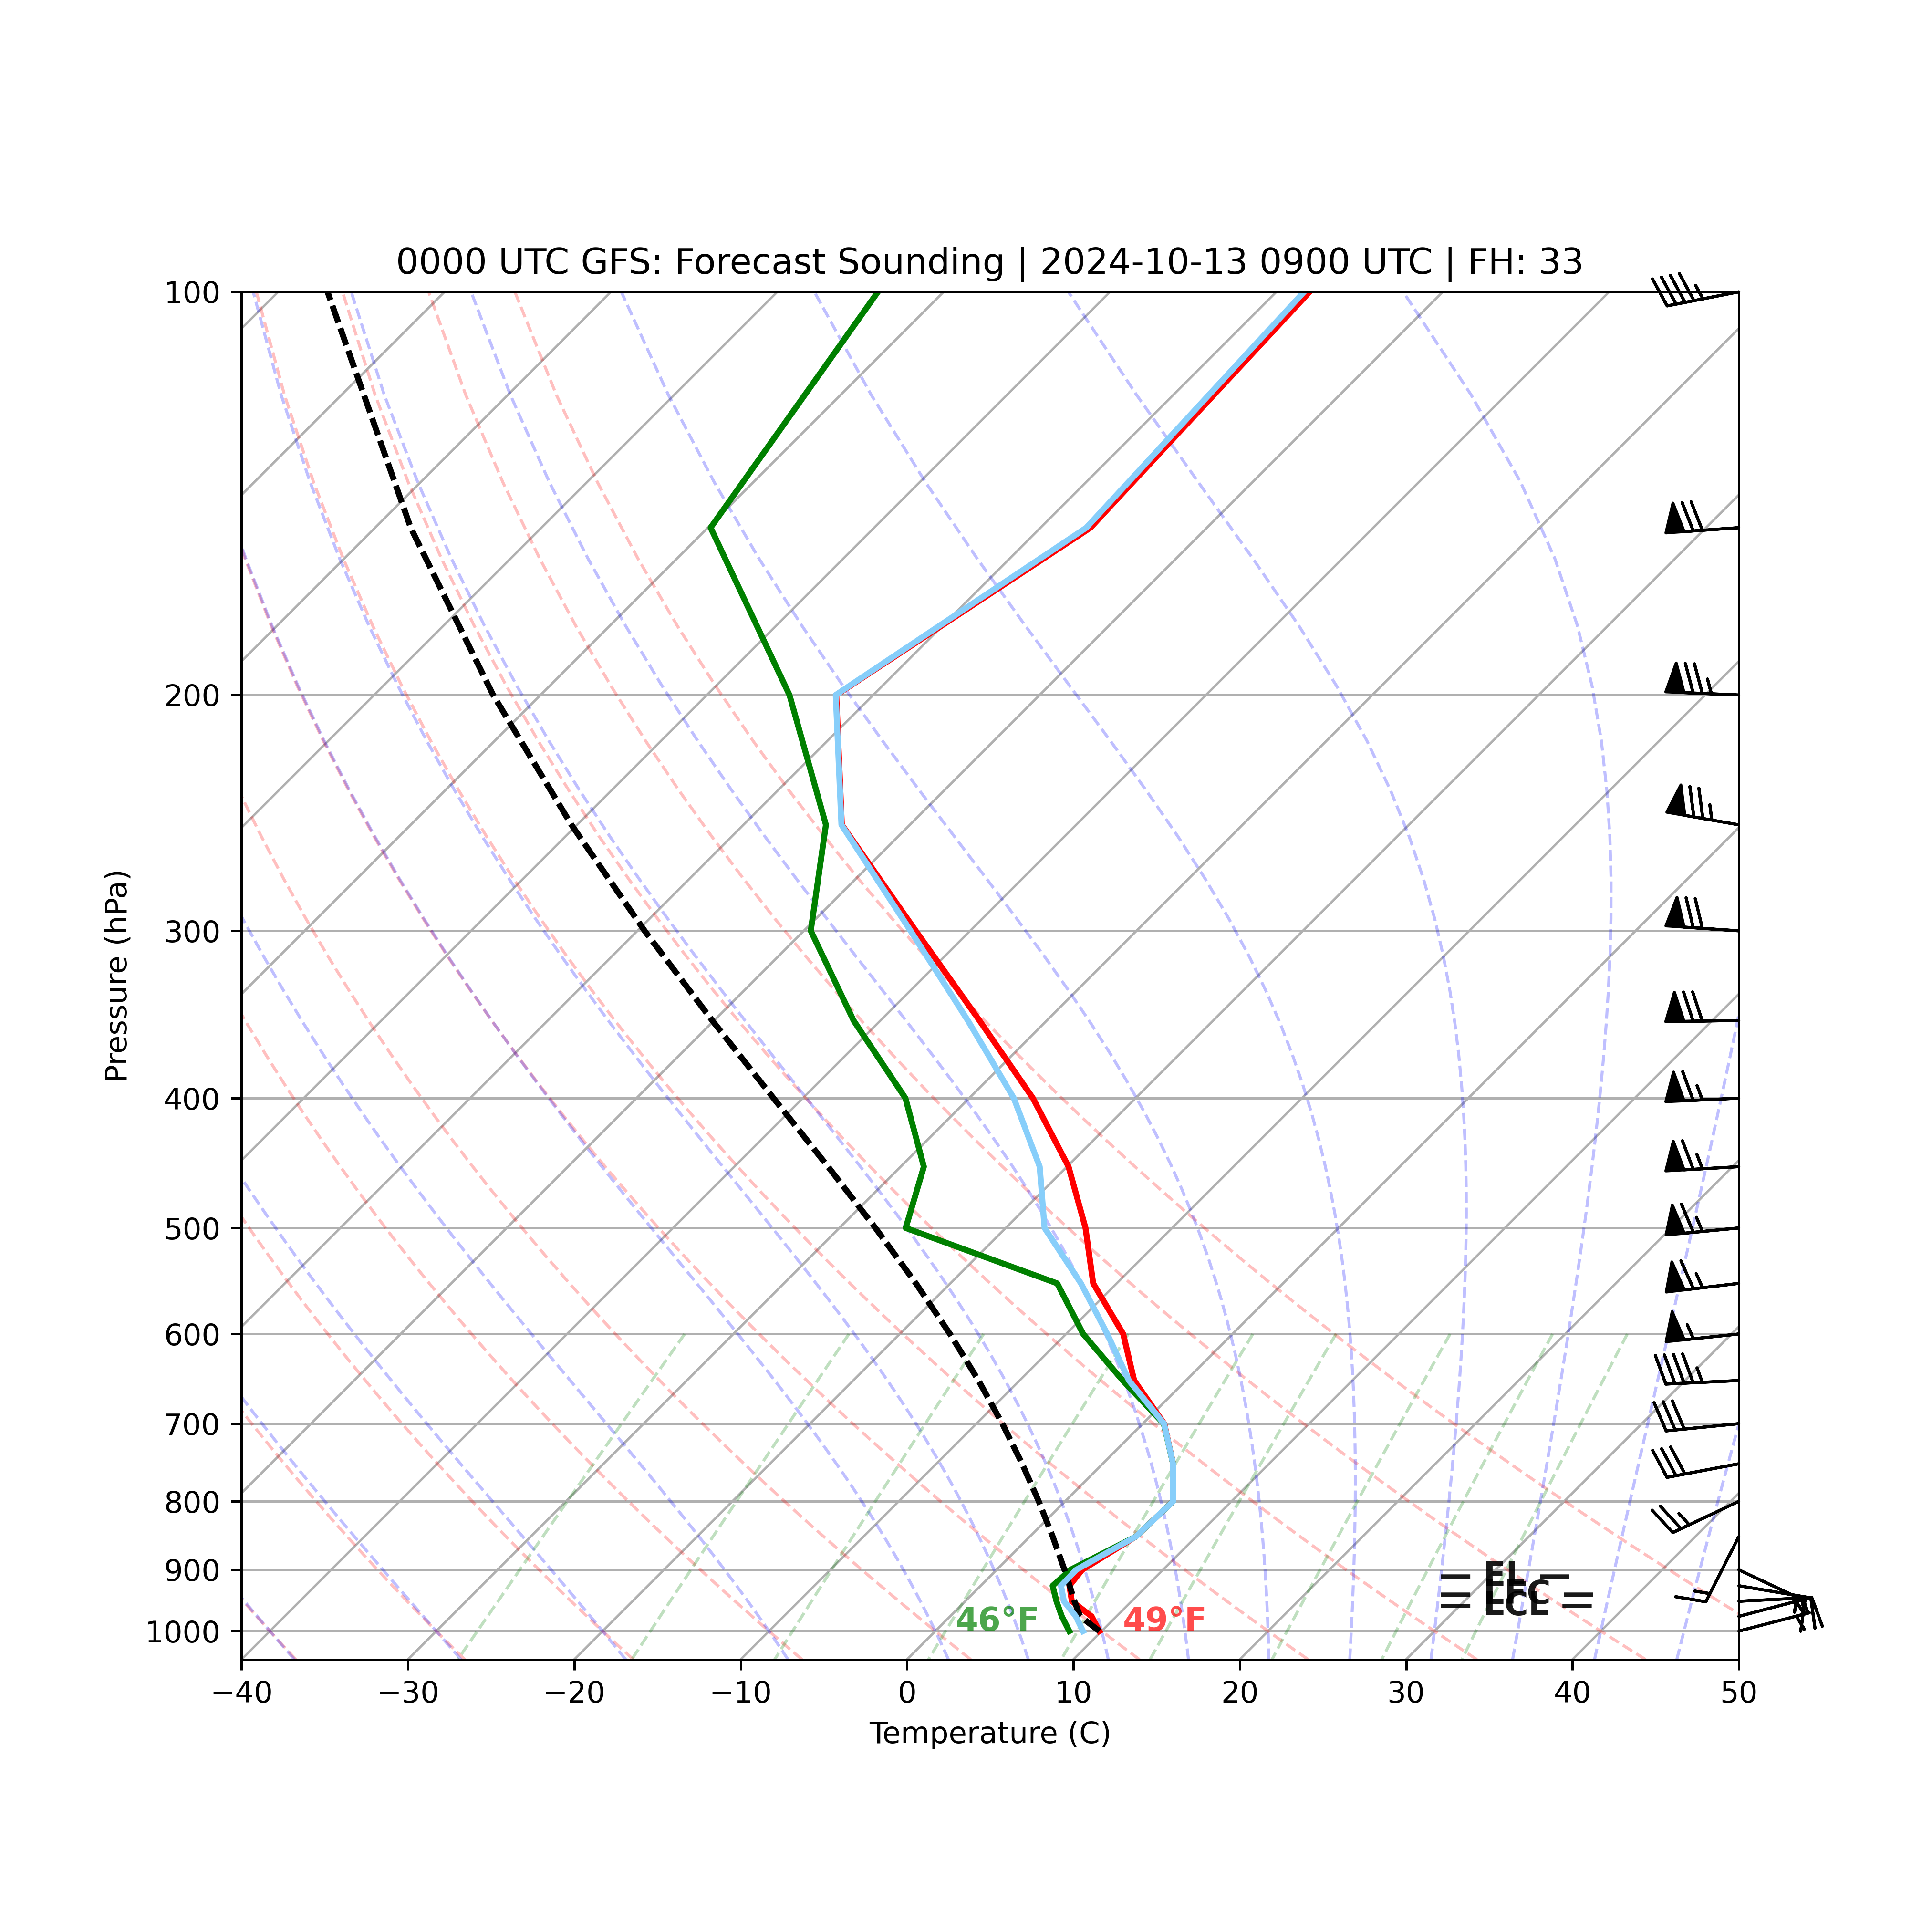 0000 UTC GFS: Forecast Sounding | 2024-10-13 0900 UTC | FH: 33
100
200
300
400
500
600
700
800
900
1000
Pressure (hPa)
— EL —
— LFC —
— LCL —
46°F
49°F
−40 −30 −20 −10 0 10 20 30 40 50
Temperature (C)